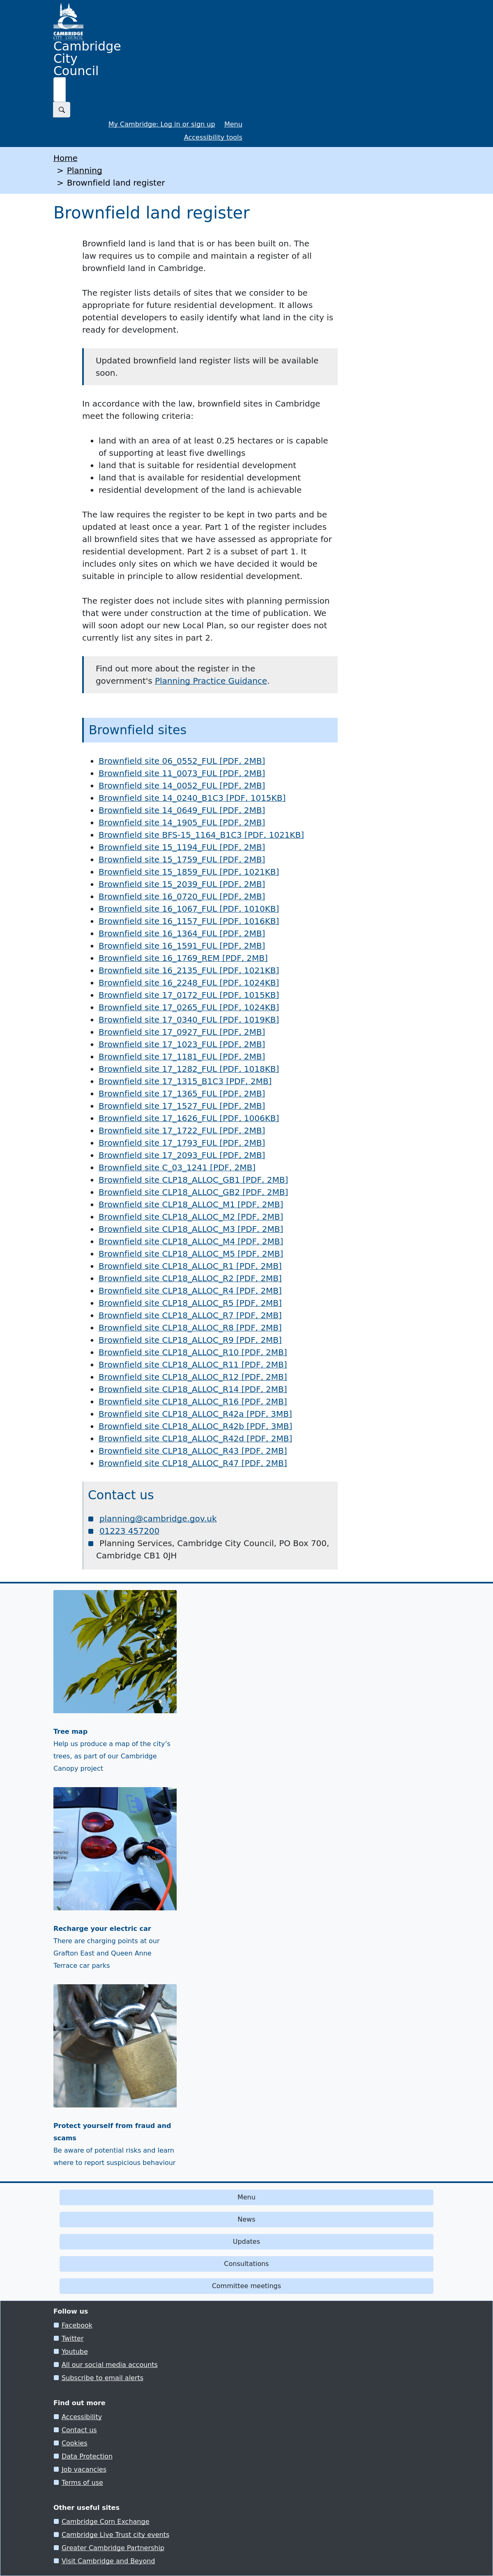 CAMBRIDGE
CITY COUNCIL
Cambridge
City
Council
My Cambridge: Log in or sign up Menu
Accessibility tools
Home
> Planning
> Brownfield land register
Brownfield land register
Brownfield land is land that is or has been built on. The
law requires us to compile and maintain a register of all
brownfield land in Cambridge.
The register lists details of sites that we consider to be
appropriate for future residential development. It allows
potential developers to easily identify what land in the city is
ready for development.
Updated brownfield land register lists will be available
soon.
In accordance with the law, brownfield sites in Cambridge
meet the following criteria:
land with an area of at least 0.25 hectares or is capable
of supporting at least five dwellings
land that is suitable for residential development
land that is available for residential development
residential development of the land is achievable
The law requires the register to be kept in two parts and be
updated at least once a year. Part 1 of the register includes
all brownfield sites that we have assessed as appropriate for
residential development. Part 2 is a subset of part 1. It
includes only sites on which we have decided it would be
suitable in principle to allow residential development.
The register does not include sites with planning permission
that were under construction at the time of publication. We
will soon adopt our new Local Plan, so our register does not
currently list any sites in part 2.
Find out more about the register in the
government's Planning Practice Guidance.
Brownfield sites
Brownfield site 06_0552_FUL [PDF, 2MB]
Brownfield site 11_0073_FUL [PDF, 2MB]
Brownfield site 14_0052_FUL [PDF, 2MB]
Brownfield site 14_0240_B1C3 [PDF, 1015KB]
Brownfield site 14_0649_FUL [PDF, 2MB]
Brownfield site 14_1905_FUL [PDF, 2MB]
Brownfield site BFS-15_1164_B1C3 [PDF, 1021KB]
Brownfield site 15_1194_FUL [PDF, 2MB]
Brownfield site 15_1759_FUL [PDF, 2MB]
Brownfield site 15_1859_FUL [PDF, 1021KB]
Brownfield site 15_2039_FUL [PDF, 2MB]
Brownfield site 16_0720_FUL [PDF, 2MB]
Brownfield site 16_1067_FUL [PDF, 1010KB]
Brownfield site 16_1157_FUL [PDF, 1016KB]
Brownfield site 16_1364_FUL [PDF, 2MB]
Brownfield site 16_1591_FUL [PDF, 2MB]
Brownfield site 16_1769_REM [PDF, 2MB]
Brownfield site 16_2135_FUL [PDF, 1021KB]
Brownfield site 16_2248_FUL [PDF, 1024KB]
Brownfield site 17_0172_FUL [PDF, 1015KB]
Brownfield site 17_0265_FUL [PDF, 1024KB]
Brownfield site 17_0340_FUL [PDF, 1019KB]
Brownfield site 17_0927_FUL [PDF, 2MB]
Brownfield site 17_1023_FUL [PDF, 2MB]
Brownfield site 17_1181_FUL [PDF, 2MB]
Brownfield site 17_1282_FUL [PDF, 1018KB]
Brownfield site 17_1315_B1C3 [PDF, 2MB]
Brownfield site 17_1365_FUL [PDF, 2MB]
Brownfield site 17_1527_FUL [PDF, 2MB]
Brownfield site 17_1626_FUL [PDF, 1006KB]
Brownfield site 17_1722_FUL [PDF, 2MB]
Brownfield site 17_1793_FUL [PDF, 2MB]
Brownfield site 17_2093_FUL [PDF, 2MB]
Brownfield site C_03_1241 [PDF, 2MB]
Brownfield site CLP18_ALLOC_GB1 [PDF, 2MB]
Brownfield site CLP18_ALLOC_GB2 [PDF, 2MB]
Brownfield site CLP18_ALLOC_M1 [PDF, 2MB]
Brownfield site CLP18_ALLOC_M2 [PDF, 2MB]
Brownfield site CLP18_ALLOC_M3 [PDF, 2MB]
Brownfield site CLP18_ALLOC_M4 [PDF, 2MB]
Brownfield site CLP18_ALLOC_M5 [PDF, 2MB]
Brownfield site CLP18_ALLOC_R1 [PDF, 2MB]
Brownfield site CLP18_ALLOC_R2 [PDF, 2MB]
Brownfield site CLP18_ALLOC_R4 [PDF, 2MB]
Brownfield site CLP18_ALLOC_R5 [PDF, 2MB]
Brownfield site CLP18_ALLOC_R7 [PDF, 2MB]
Brownfield site CLP18_ALLOC_R8 [PDF, 2MB]
Brownfield site CLP18_ALLOC_R9 [PDF, 2MB]
Brownfield site CLP18_ALLOC_R10 [PDF, 2MB]
Brownfield site CLP18_ALLOC_R11 [PDF, 2MB]
Brownfield site CLP18_ALLOC_R12 [PDF, 2MB]
Brownfield site CLP18_ALLOC_R14 [PDF, 2MB]
Brownfield site CLP18_ALLOC_R16 [PDF, 2MB]
Brownfield site CLP18_ALLOC_R42a [PDF, 3MB]
Brownfield site CLP18_ALLOC_R42b [PDF, 3MB]
Brownfield site CLP18_ALLOC_R42d [PDF, 2MB]
Brownfield site CLP18_ALLOC_R43 [PDF, 2MB]
Brownfield site CLP18_ALLOC_R47 [PDF, 2MB]
Contact us
planning@cambridge.gov.uk
01223 457200
Planning Services, Cambridge City Council, PO Box 700,
Cambridge CB1 0JH
Tree map
Help us produce a map of the city's
trees, as part of our Cambridge
Canopy project
Recharge your electric car
There are charging points at our
Grafton East and Queen Anne
Terrace car parks
Protect yourself from fraud and
scams
Be aware of potential risks and learn
where to report suspicious behaviour
Menu
News
Updates
Consultations
Committee meetings
Follow us
Facebook
Twitter
Youtube
All our social media accounts
Subscribe to email alerts
Find out more
Accessibility
Contact us
Cookies
Data Protection
Job vacancies
Terms of use
Other useful sites
Cambridge Corn Exchange
Cambridge Live Trust city events
Greater Cambridge Partnership
Visit Cambridge and Beyond